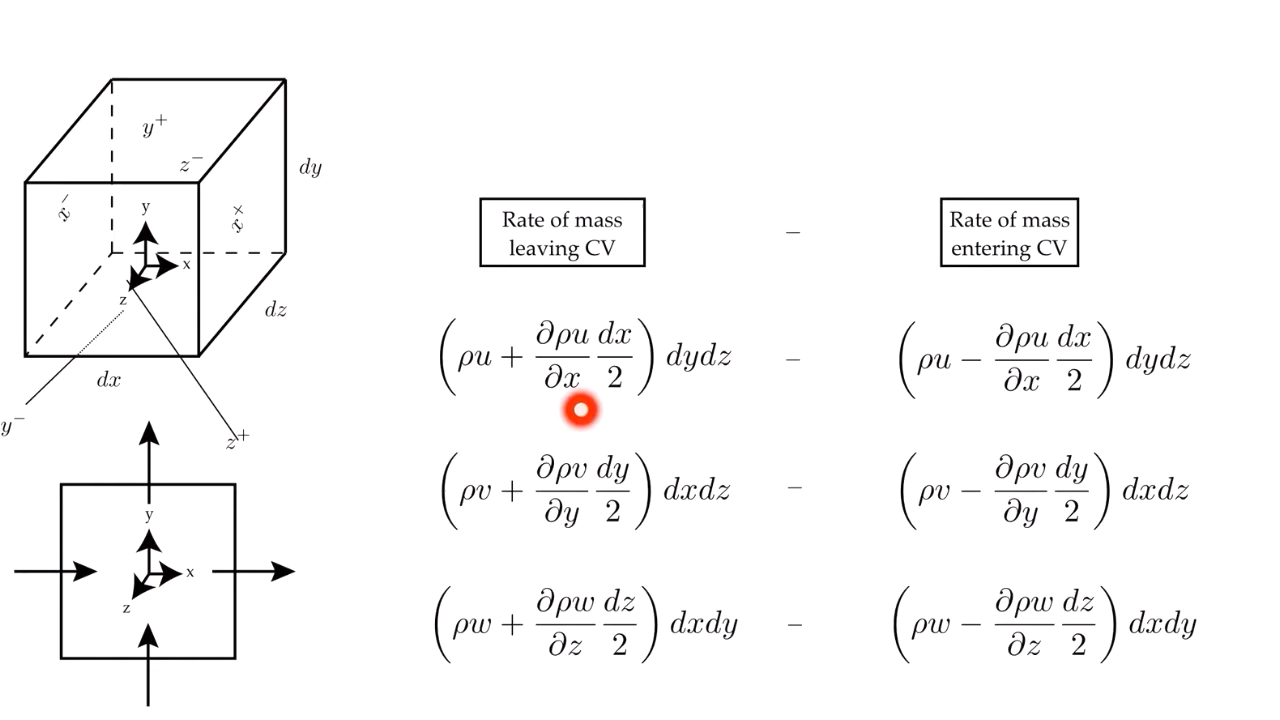 y⁺
z⁻
dy
x⁻
x⁺
y
x
z
dz
dx
y⁻
z⁺
y
x
z
Rate of mass
leaving CV
–
Rate of mass
entering CV
(ρu + ∂ρu/∂x dx/2) dydz – (ρu − ∂ρu/∂x dx/2) dydz
(ρv + ∂ρv/∂y dy/2) dxdz – (ρv − ∂ρv/∂y dy/2) dxdz
(ρw + ∂ρw/∂z dz/2) dxdy – (ρw − ∂ρw/∂z dz/2) dxdy